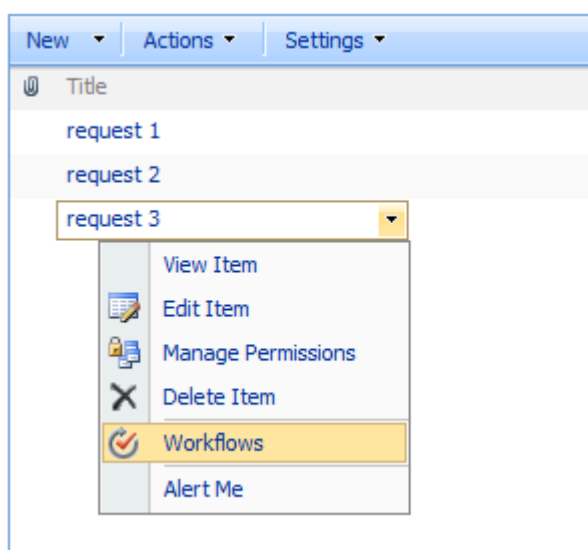 New Actions Settings
Title
request 1
request 2
request 3
View Item
Edit Item
Manage Permissions
Delete Item
Workflows
Alert Me